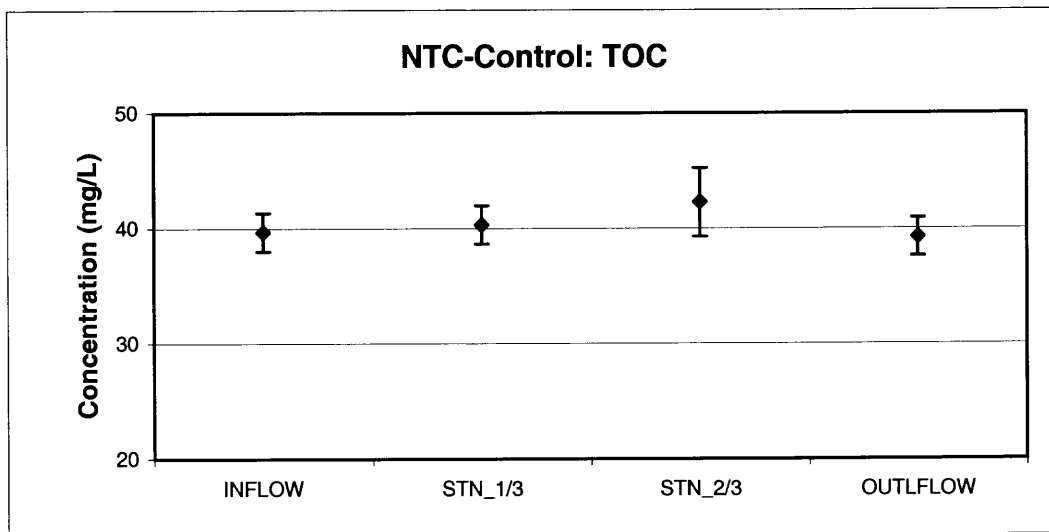 NTC-Control: TOC
Concentration (mg/L)
50
40
30
20
INFLOW STN_1/3 STN_2/3 OUTLFLOW